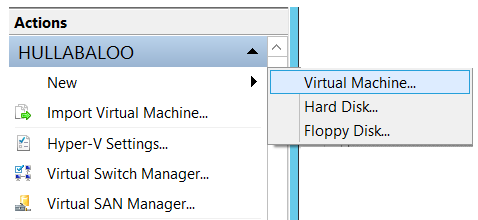 Actions
HULLABALOO
New
Virtual Machine...
Hard Disk...
Floppy Disk...
Import Virtual Machine...
Hyper-V Settings...
Virtual Switch Manager...
Virtual SAN Manager...